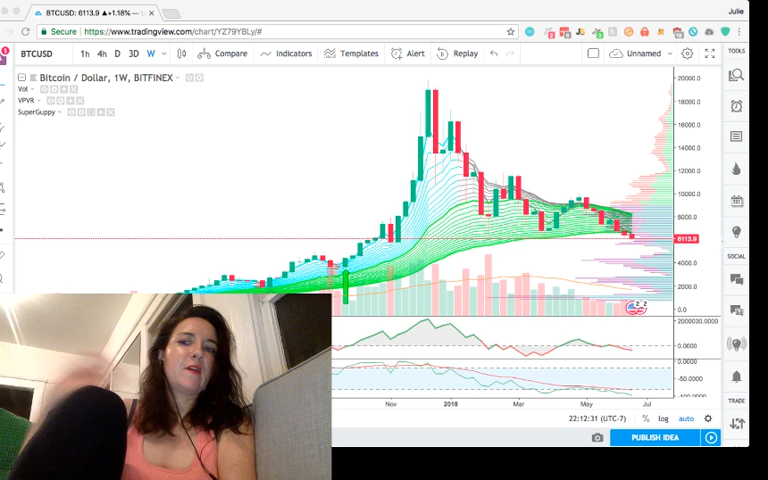 BTCUSD: 6113.9 ▲+1.18% —
Julie
Secure
https://www.tradingview.com/chart/YZ79YBLy/#
BTCUSD
1h 4h D 3D W
Compare
Indicators
Templates
Alert
Replay
Unnamed
TOOLS
Bitcoin / Dollar, 1W, BITFINEX
Vol
VPVR
SuperGuppy
20000.0
18000.0
16000.0
14000.0
12000.0
10000.0
8000.0
6113.9
4000.0
2000.0
0.0
SOCIAL
2 2
2000000.0000
0.0000
0.0000
-50.0000
-100.0000
Nov 2018 Mar May Jul
TRADE
22:12:31 (UTC-7) % log auto
PUBLISH IDEA